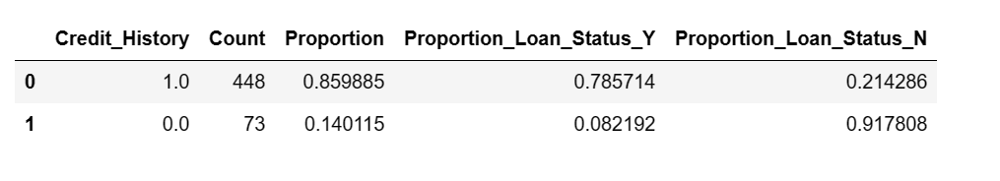 Credit_History Count Proportion Proportion_Loan_Status_Y Proportion_Loan_Status_N
0 1.0 448 0.859885 0.785714 0.214286
1 0.0 73 0.140115 0.082192 0.917808